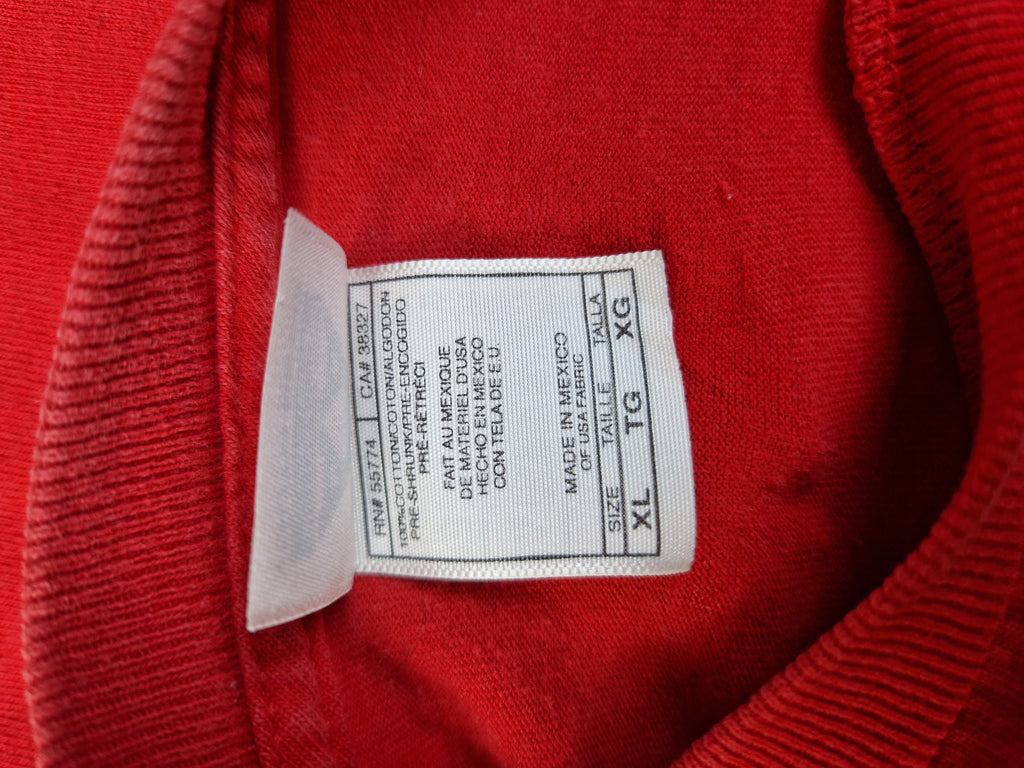 RN# 55774 CA# 38327
100%COTTON/COTON/ALGODON
PRE-SHRUNK/PRE-ENCOGIDO
PRÉ-RÉTRÉCI
FAIT AU MEXIQUE
DE MATERIEL D'USA
HECHO EN MEXICO
CON TELA DE E.U.
MADE IN MEXICO
OF USA FABRIC
SIZE TAILLE TALLA
XL TG XG